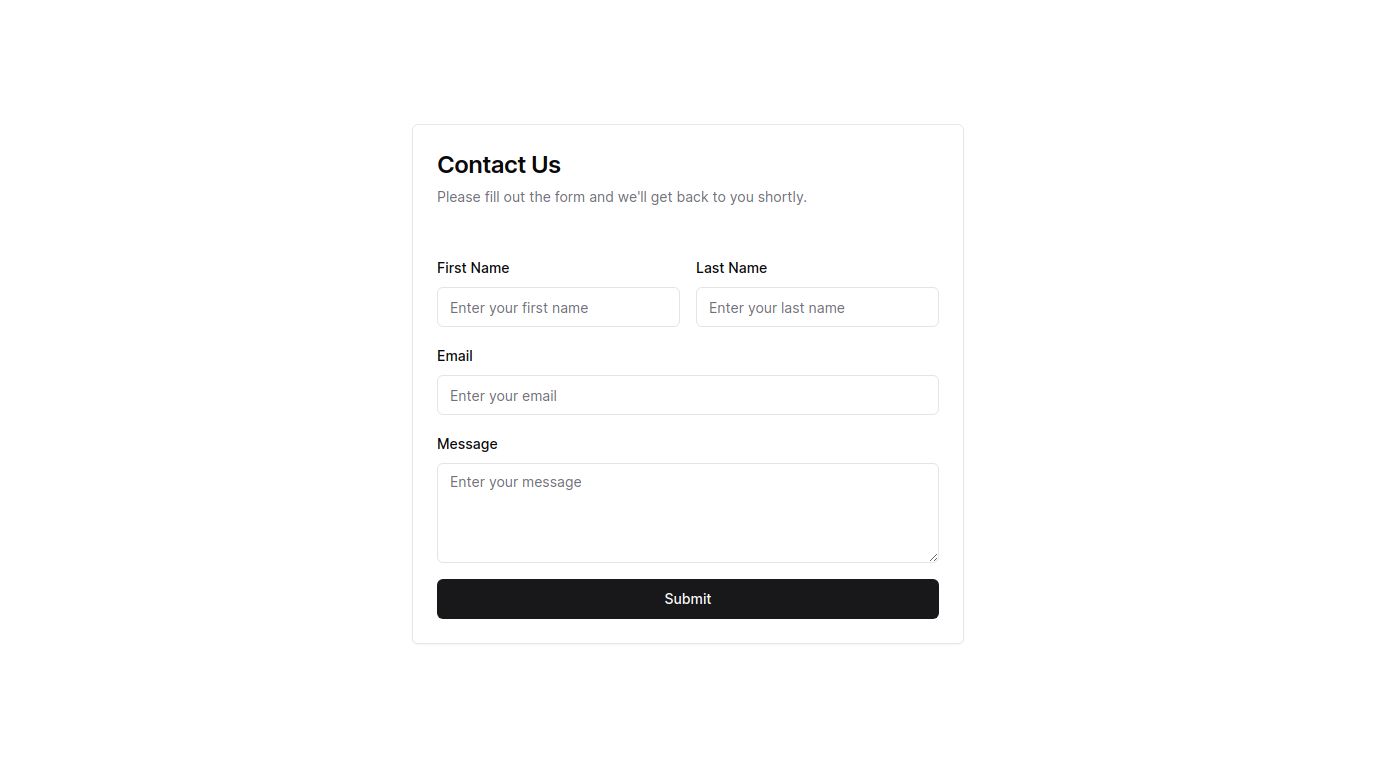 Contact Us
Please fill out the form and we'll get back to you shortly.
First Name
Last Name
Enter your first name
Enter your last name
Email
Enter your email
Message
Enter your message
Submit